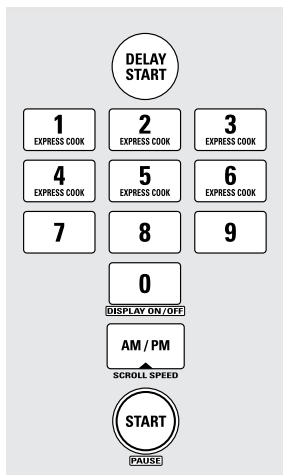 DELAY
START
1 2 3
EXPRESS COOK EXPRESS COOK EXPRESS COOK
4 5 6
EXPRESS COOK EXPRESS COOK EXPRESS COOK
7 8 9
0
DISPLAY ON/OFF
AM / PM
SCROLL SPEED
START
PAUSE